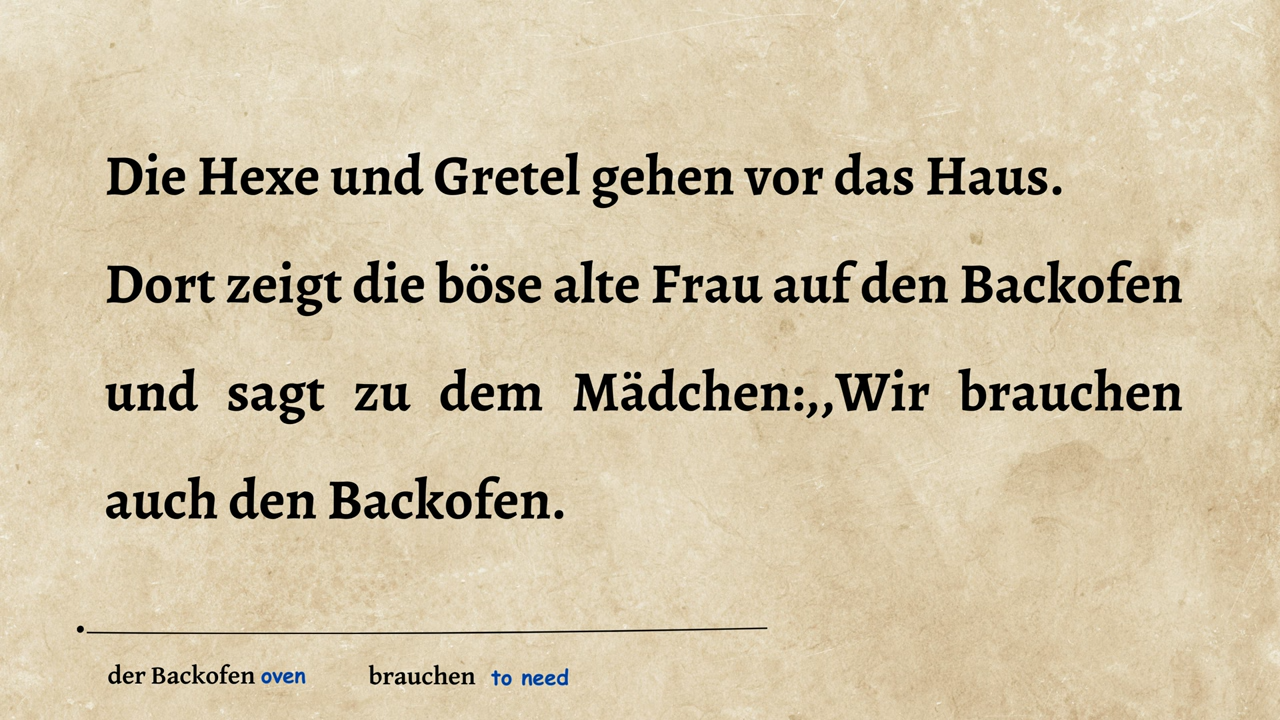 Die Hexe und Gretel gehen vor das Haus.
Dort zeigt die böse alte Frau auf den Backofen
und sagt zu dem Mädchen:,,Wir brauchen
auch den Backofen.
der Backofen oven brauchen to need